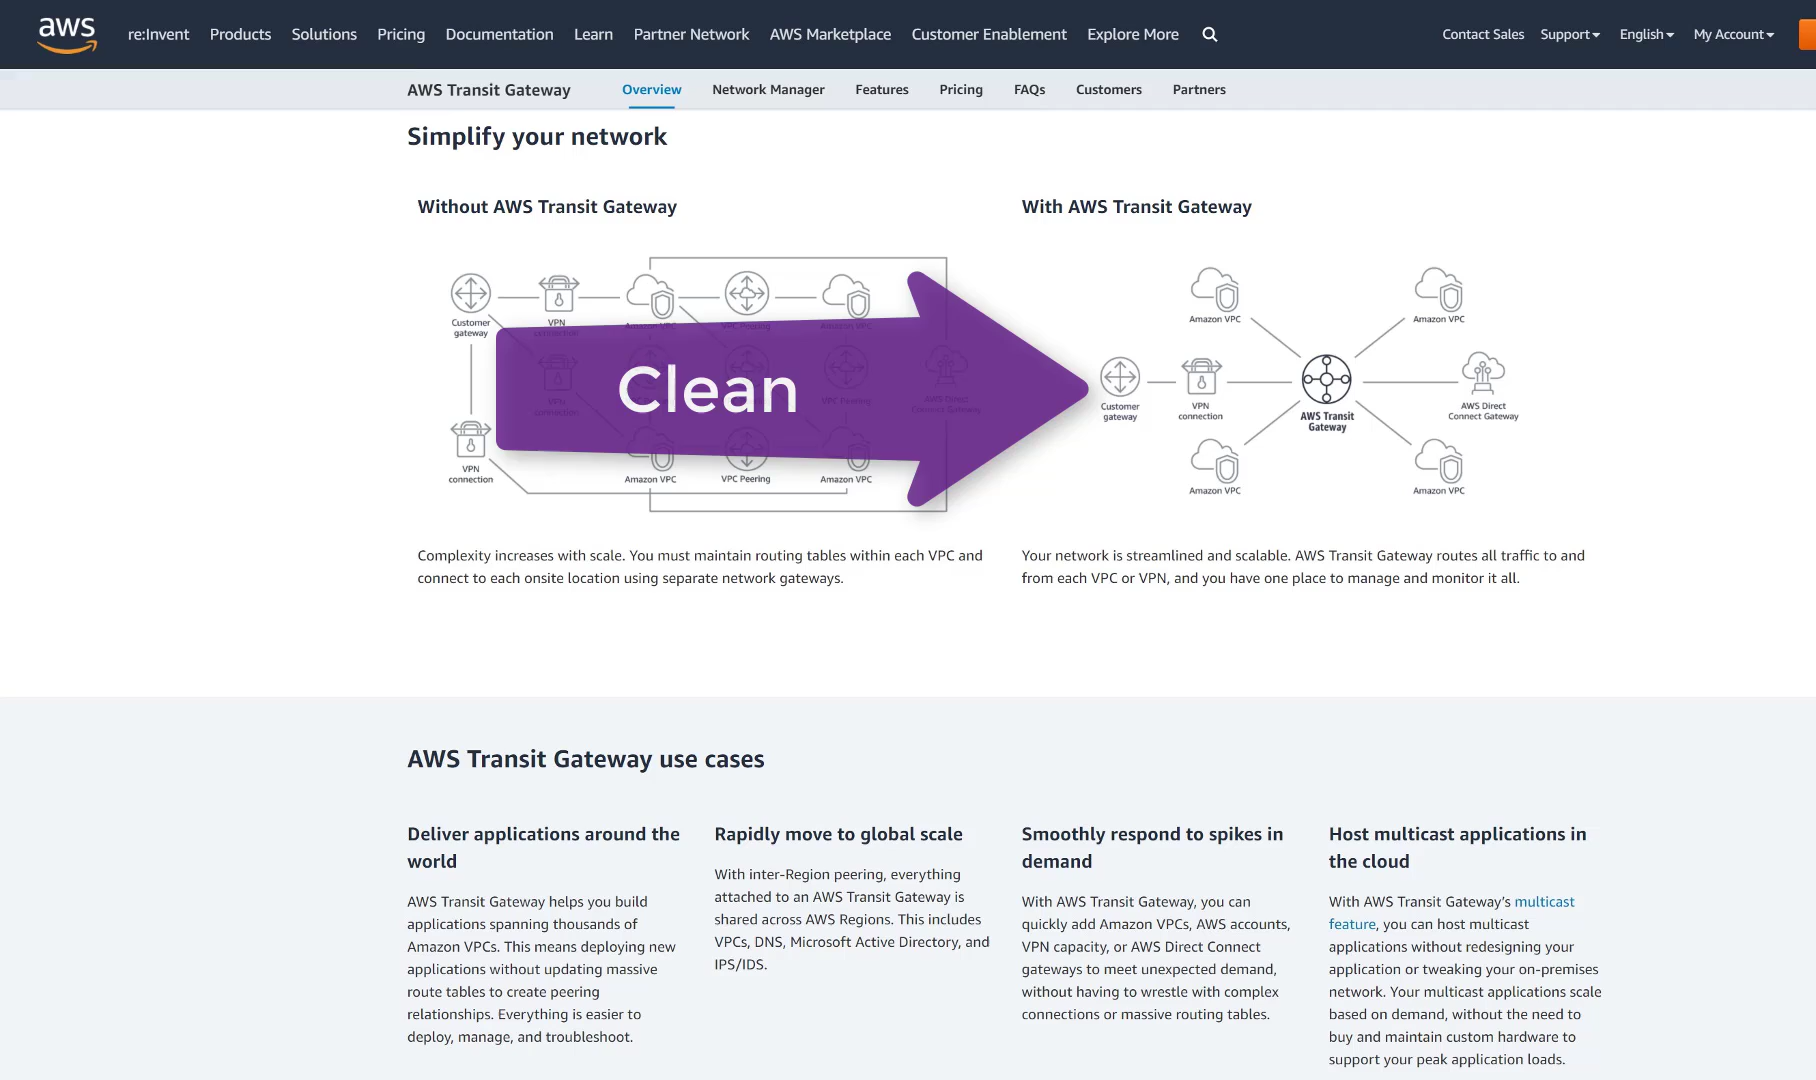 aws
re:Invent Products Solutions Pricing Documentation Learn Partner Network AWS Marketplace Customer Enablement Explore More
Contact Sales Support English My Account
AWS Transit Gateway Overview Network Manager Features Pricing FAQs Customers Partners
Simplify your network
Without AWS Transit Gateway
Customer
gateway
VPN
connection
Amazon VPC
VPC Peering
Amazon VPC
VPN
connection
VPC Peering
AWS Direct
Connect Gateway
VPN
connection
Amazon VPC
VPC Peering
Amazon VPC
Clean
With AWS Transit Gateway
Amazon VPC
Amazon VPC
Customer
gateway
VPN
connection
AWS Transit
Gateway
AWS Direct
Connect Gateway
Amazon VPC
Amazon VPC
Complexity increases with scale. You must maintain routing tables within each VPC and
connect to each onsite location using separate network gateways.
Your network is streamlined and scalable. AWS Transit Gateway routes all traffic to and
from each VPC or VPN, and you have one place to manage and monitor it all.
AWS Transit Gateway use cases
Deliver applications around the
world
AWS Transit Gateway helps you build
applications spanning thousands of
Amazon VPCs. This means deploying new
applications without updating massive
route tables to create peering
relationships. Everything is easier to
deploy, manage, and troubleshoot.
Rapidly move to global scale
With inter-Region peering, everything
attached to an AWS Transit Gateway is
shared across AWS Regions. This includes
VPCs, DNS, Microsoft Active Directory, and
IPS/IDS.
Smoothly respond to spikes in
demand
With AWS Transit Gateway, you can
quickly add Amazon VPCs, AWS accounts,
VPN capacity, or AWS Direct Connect
gateways to meet unexpected demand,
without having to wrestle with complex
connections or massive routing tables.
Host multicast applications in
the cloud
With AWS Transit Gateway’s multicast
feature, you can host multicast
applications without redesigning your
application or tweaking your on-premises
network. Your multicast applications scale
based on demand, without the need to
buy and maintain custom hardware to
support your peak application loads.